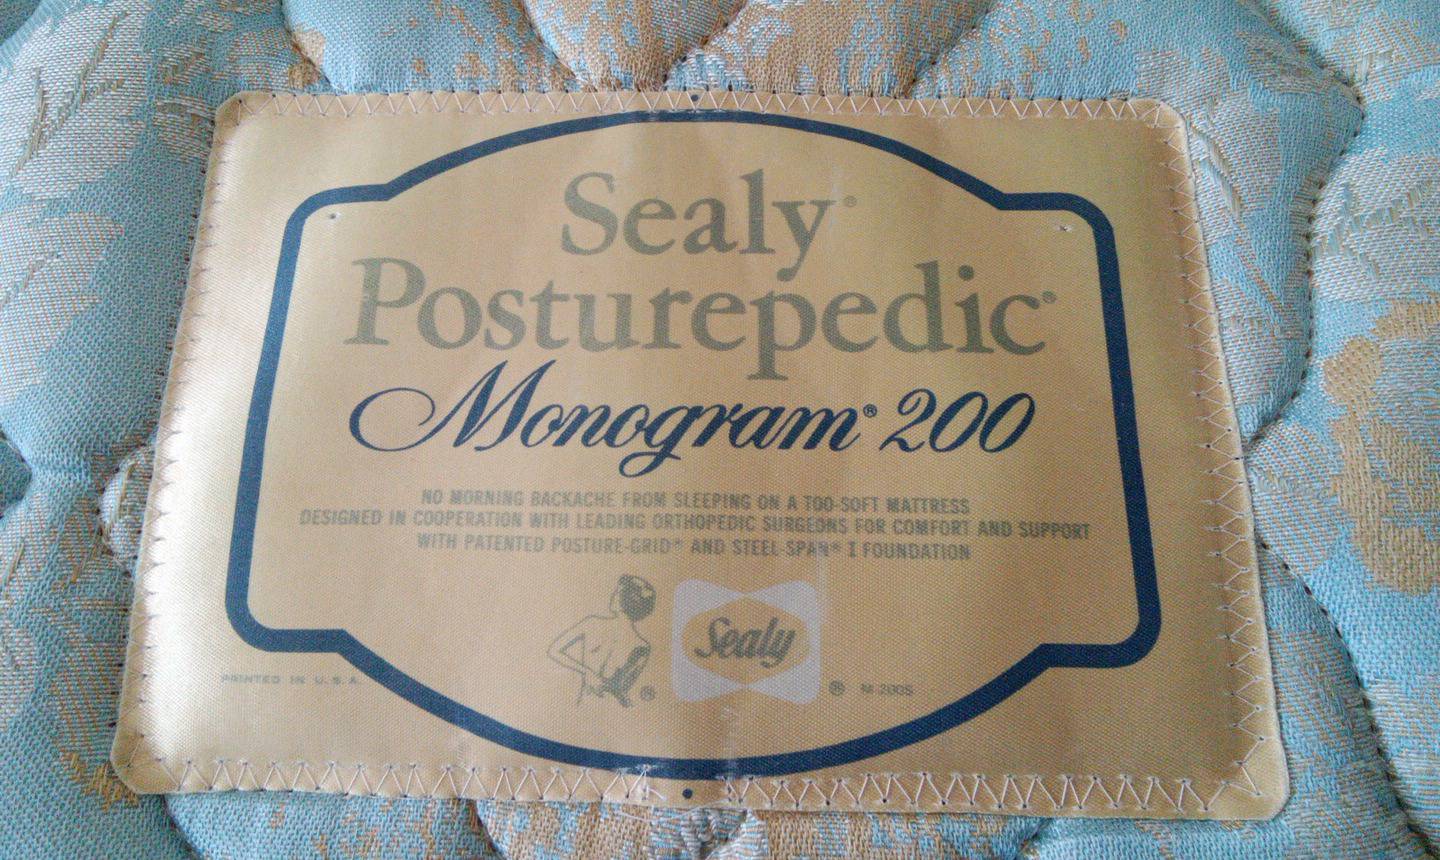 Sealy®
Posturepedic®
Monogram® 200
NO MORNING BACKACHE FROM SLEEPING ON A TOO-SOFT MATTRESS
DESIGNED IN COOPERATION WITH LEADING ORTHOPEDIC SURGEONS FOR COMFORT AND SUPPORT
WITH PATENTED POSTURE-GRID® AND STEEL SPAN® I FOUNDATION
Sealy
PRINTED IN U.S.A.
® ® M-200S